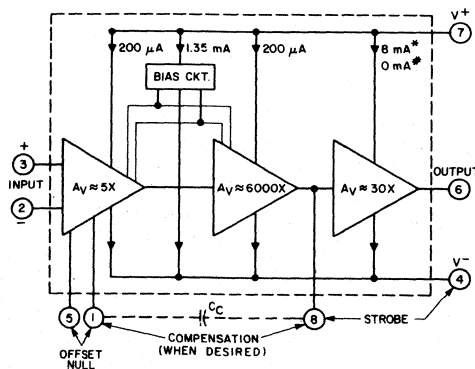 V+
7
200 μA
1.35 mA
200 μA
8 mA*
0 mA#
BIAS CKT.
+
3
INPUT
2
−
AV ≈ 5X
AV ≈ 6000X
AV ≈ 30X
OUTPUT
6
V−
4
5
1
CC
8
STROBE
OFFSET
NULL
COMPENSATION
(WHEN DESIRED)